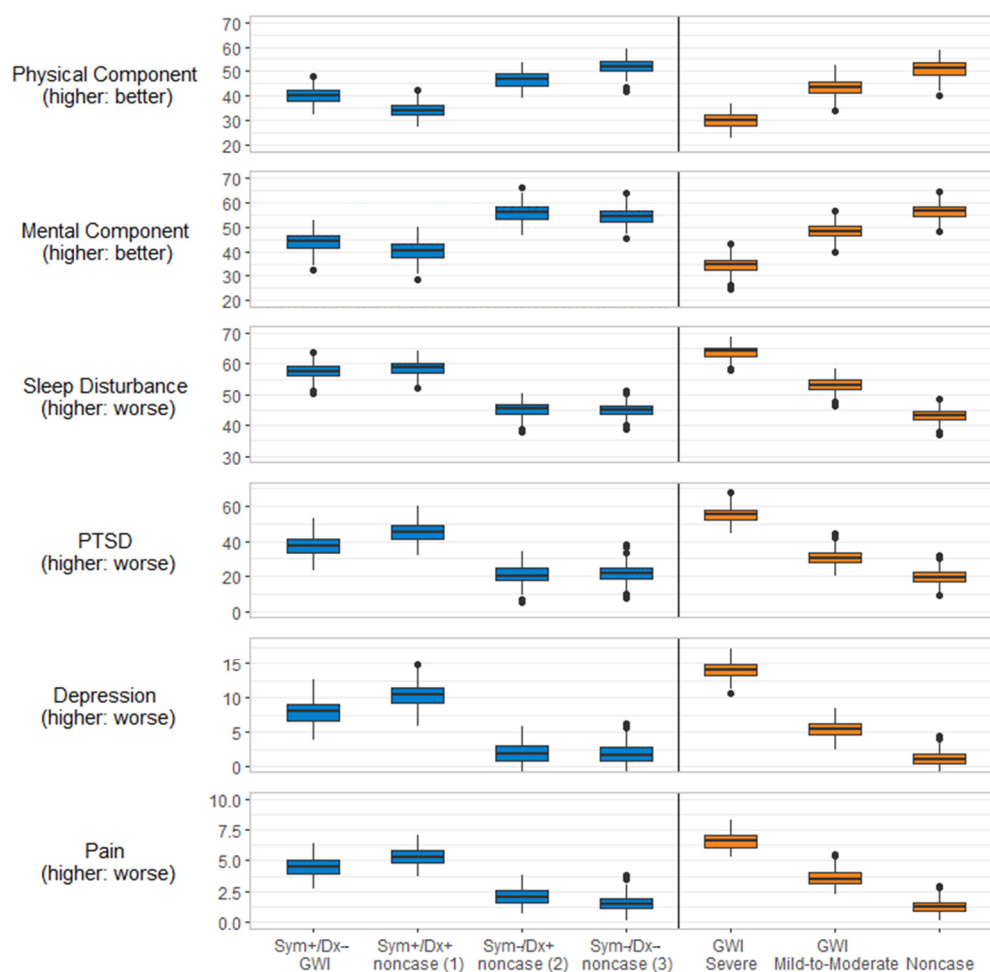 Physical Component
(higher: better)
70
60
50
40
30
20
Mental Component
(higher: better)
70
60
50
40
30
20
Sleep Disturbance
(higher: worse)
70
60
50
40
30
PTSD
(higher: worse)
60
40
20
0
Depression
(higher: worse)
15
10
5
0
Pain
(higher: worse)
10.0
7.5
5.0
2.5
0.0
Sym+/Dx− Sym+/Dx+ Sym−/Dx+ Sym−/Dx− GWI GWI
GWI noncase (1) noncase (2) noncase (3) Severe Mild-to-Moderate Noncase